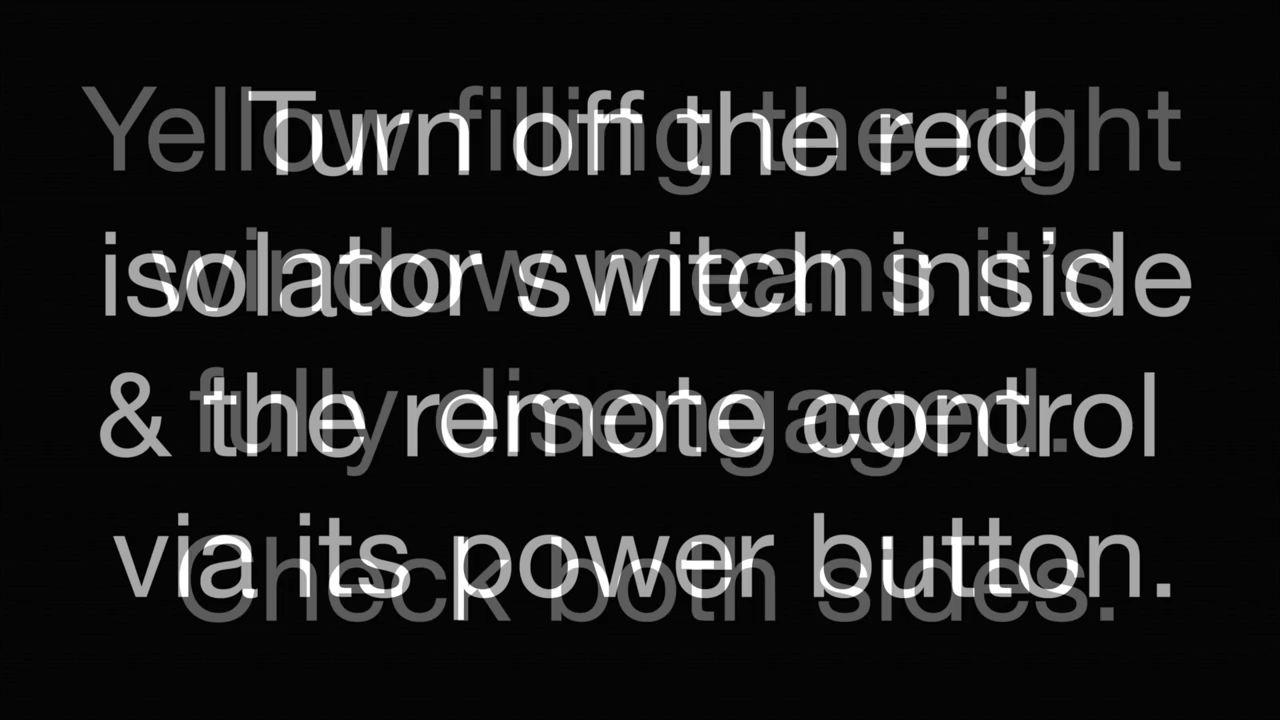 Turn off the red
isolator switch inside
& the remote control
via its power button.
Yellow filling the right
window means it's
fully disengaged.
Check both sides.